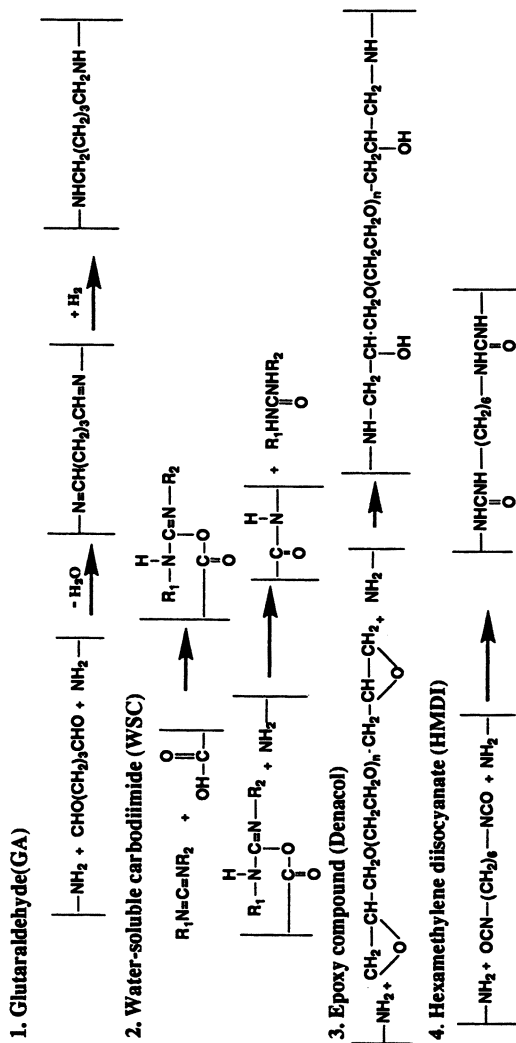 1. Glutaraldehyde(GA)
—NH₂ + CHO(CH₂)₃CHO + NH₂— - H₂O —N=CH(CH₂)₃CH=N— + H₂ —NHCH₂(CH₂)₃CH₂NH—
2. Water-soluble carbodiimide (WSC)
R₁N=C=NR₂ + OH-C=O R₁—N—C=N—R₂ H O C=O
R₁—N—C=N—R₂ H O C=O + NH₂— —C—N— O H + R₁HNCNHR₂ O
3. Epoxy compound (Denacol)
—NH₂+ CH₂—CH—CH₂O(CH₂CH₂O)ₙ-CH₂—CH—CH₂+ NH₂— —NH—CH₂—CH·CH₂O(CH₂CH₂O)ₙ-CH₂CH—CH₂—NH—
O O OH OH
4. Hexamethylene diisocyanate (HMDI)
—NH₂+ OCN—(CH₂)₆—NCO + NH₂— —NHCNH—(CH₂)₆—NHCNH—
O O